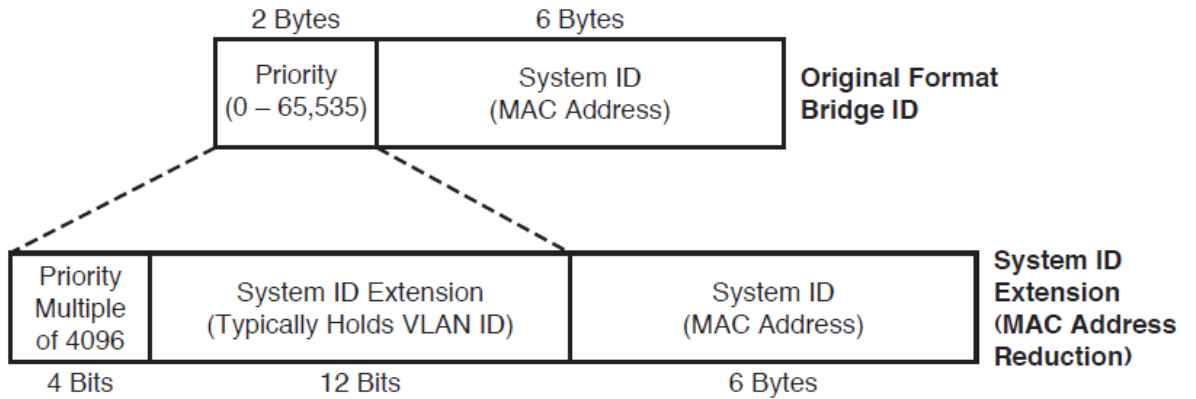 2 Bytes
6 Bytes
Priority
(0 – 65,535)
System ID
(MAC Address)
Original Format
Bridge ID
Priority
Multiple
of 4096
System ID Extension
(Typically Holds VLAN ID)
System ID
(MAC Address)
System ID
Extension
(MAC Address
Reduction)
4 Bits
12 Bits
6 Bytes